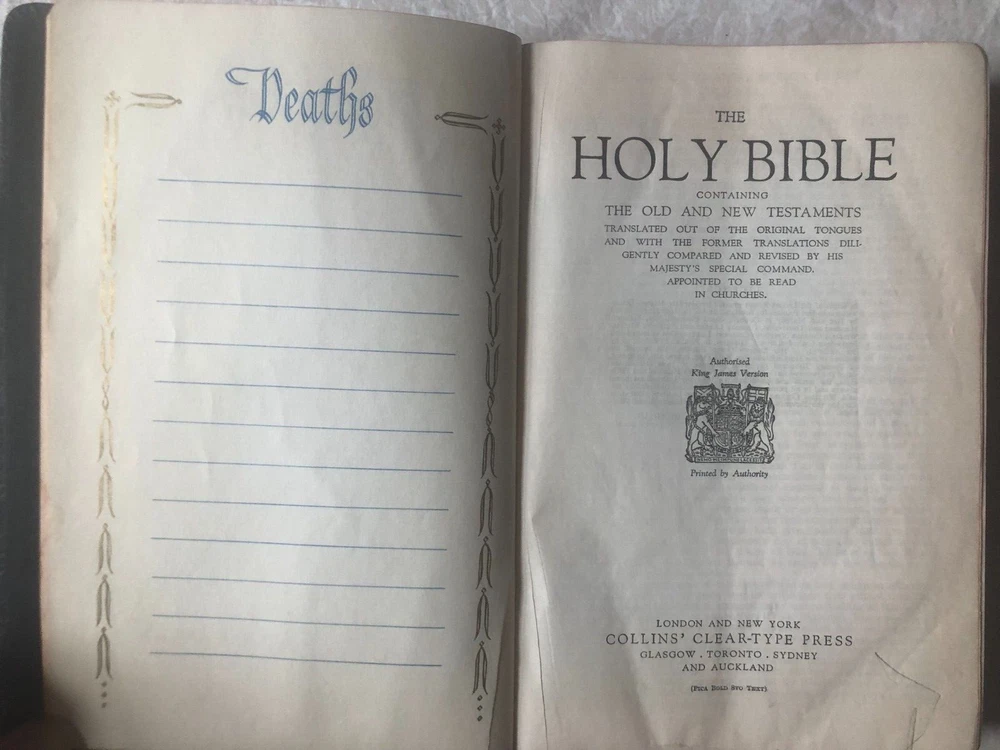 Deaths
THE
HOLY BIBLE
CONTAINING
THE OLD AND NEW TESTAMENTS
TRANSLATED OUT OF THE ORIGINAL TONGUES
AND WITH THE FORMER TRANSLATIONS DILI-
GENTLY COMPARED AND REVISED BY HIS
MAJESTY'S SPECIAL COMMAND.
APPOINTED TO BE READ
IN CHURCHES.
Authorised
King James Version
Printed by Authority
LONDON AND NEW YORK
COLLINS' CLEAR-TYPE PRESS
GLASGOW . TORONTO . SYDNEY
AND AUCKLAND
(PICA BOLD 8VO TEXT)